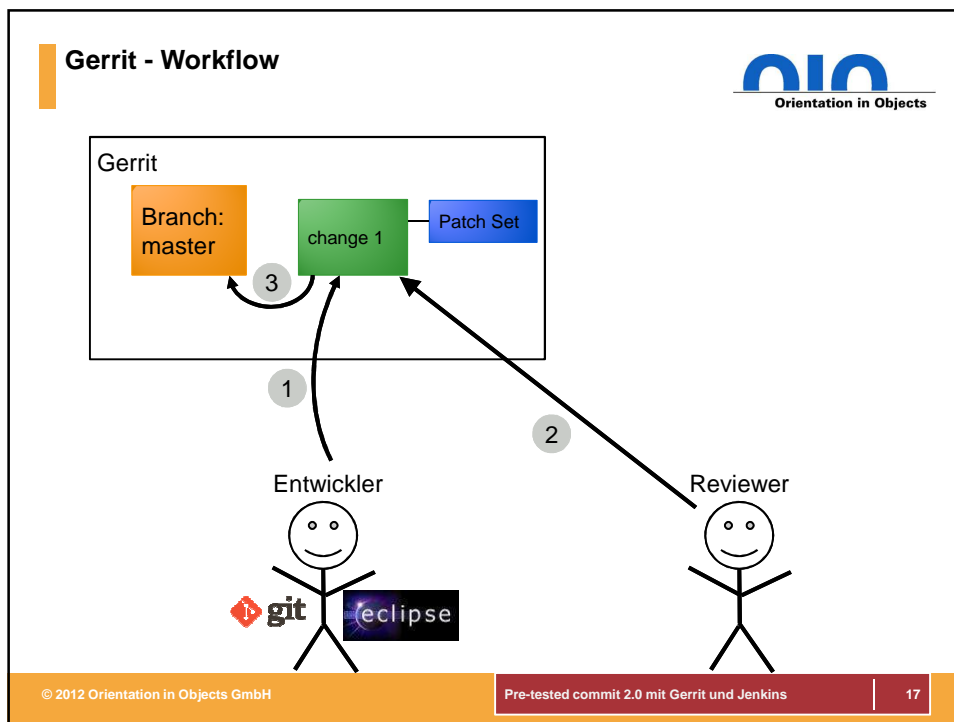 Gerrit - Workflow
Orientation in Objects
Gerrit
Branch:
master
change 1
Patch Set
3
1
2
Entwickler
Reviewer
git
eclipse
© 2012 Orientation in Objects GmbH
Pre-tested commit 2.0 mit Gerrit und Jenkins
17